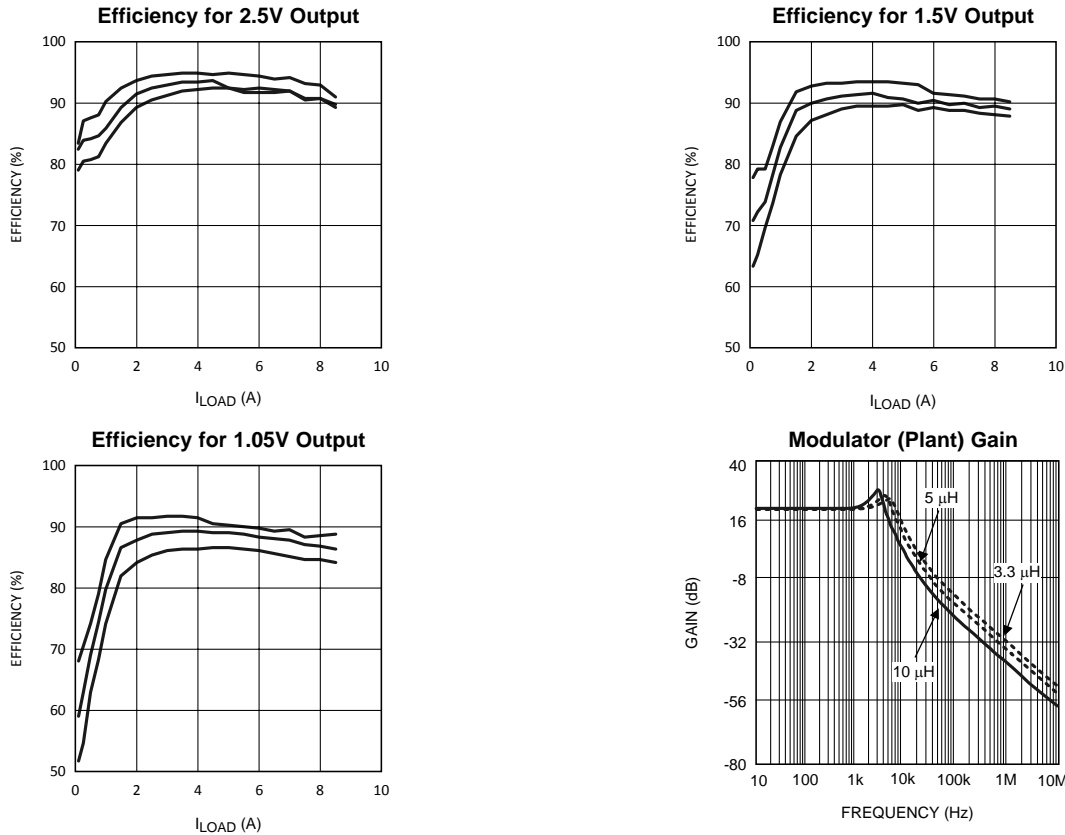 Efficiency for 2.5V Output
100
90
80
70
60
50
EFFICIENCY (%)
0 2 4 6 8 10
ILOAD (A)
Efficiency for 1.5V Output
100
90
80
70
60
50
EFFICIENCY (%)
0 2 4 6 8 10
ILOAD (A)
Efficiency for 1.05V Output
100
90
80
70
60
50
EFFICIENCY (%)
0 2 4 6 8 10
ILOAD (A)
Modulator (Plant) Gain
40
16
-8
-32
-56
-80
GAIN (dB)
5 μH
3.3 μH
10 μH
10 100 1k 10k 100k 1M 10M
FREQUENCY (Hz)